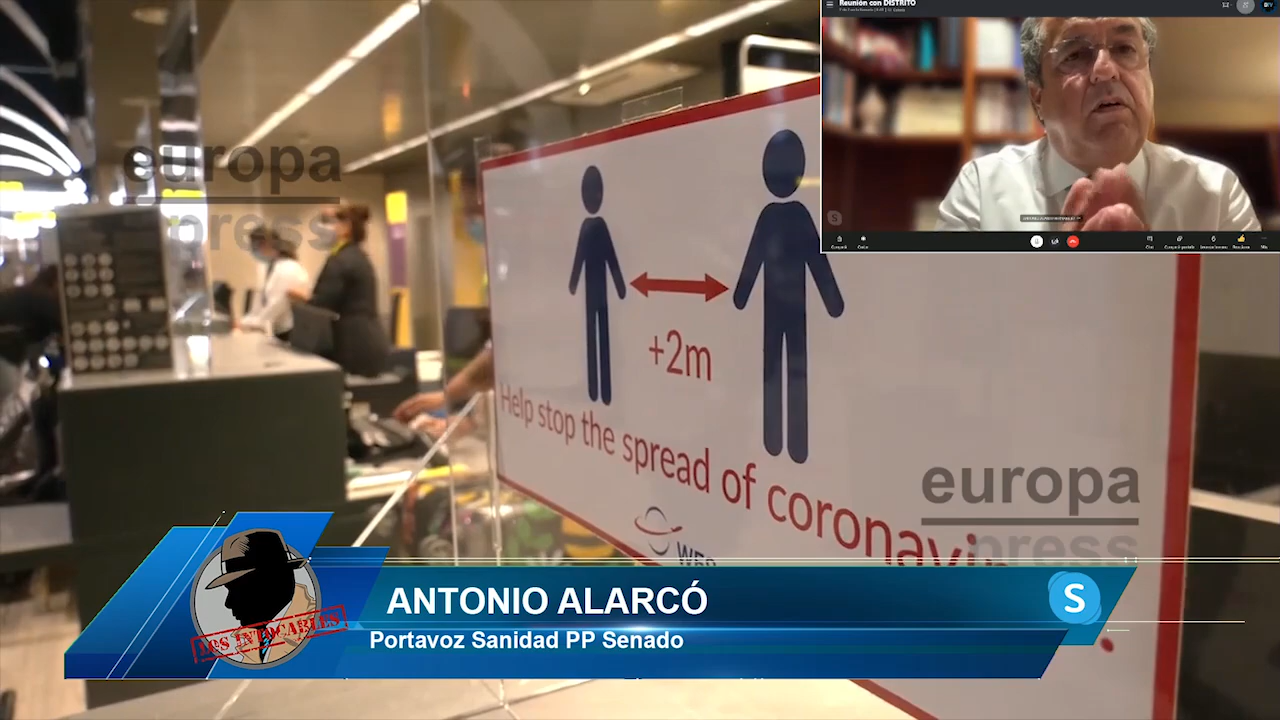 Reunión con DISTRITO
europa
press
+2m
Help stop the spread of coronavi
europa
press
WFS
ANTONIO ALARCÓ
Portavoz Sanidad PP Senado
LOS INTOCABLES
S